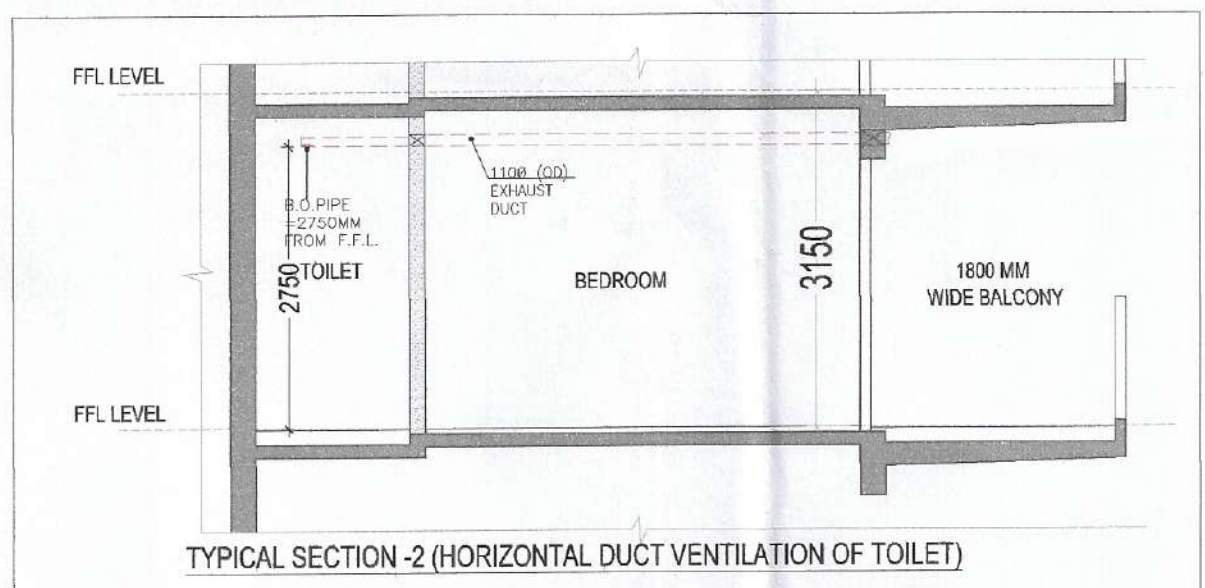 FFL LEVEL
1100 (OD)
EXHAUST
DUCT
B.O.PIPE
=2750MM
FROM F.F.L.
TOILET
2750
BEDROOM
3150
1800 MM
WIDE BALCONY
FFL LEVEL
TYPICAL SECTION -2 (HORIZONTAL DUCT VENTILATION OF TOILET)